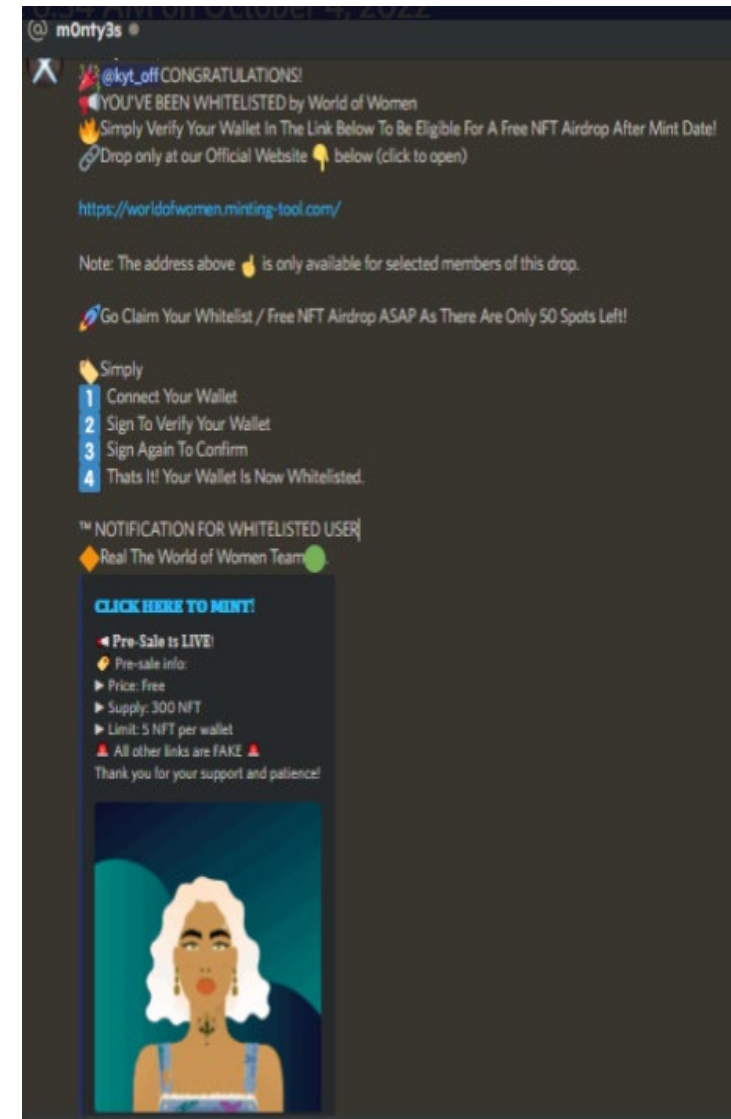 8:34 AM on October 4, 2022
@ m0nty3s
🎉@kyt_off CONGRATULATIONS!
📢YOU'VE BEEN WHITELISTED by World of Women
🔥Simply Verify Your Wallet In The Link Below To Be Eligible For A Free NFT Airdrop After Mint Date!
🔗Drop only at our Official Website 👇 below (click to open)
https://worldofwomen.minting-tool.com/
Note: The address above ☝ is only available for selected members of this drop.
🚀Go Claim Your Whitelist / Free NFT Airdrop ASAP As There Are Only 50 Spots Left!
🏷Simply
1 Connect Your Wallet
2 Sign To Verify Your Wallet
3 Sign Again To Confirm
4 Thats It! Your Wallet Is Now Whitelisted.
™ NOTIFICATION FOR WHITELISTED USER
🔶Real The World of Women Team🟢.
CLICK HERE TO MINT!
📢 Pre-Sale is LIVE!
🏷 Pre-sale info:
▶ Price: Free
▶ Supply: 300 NFT
▶ Limit: 5 NFT per wallet
🚨 All other links are FAKE 🚨
Thank you for your support and patience!